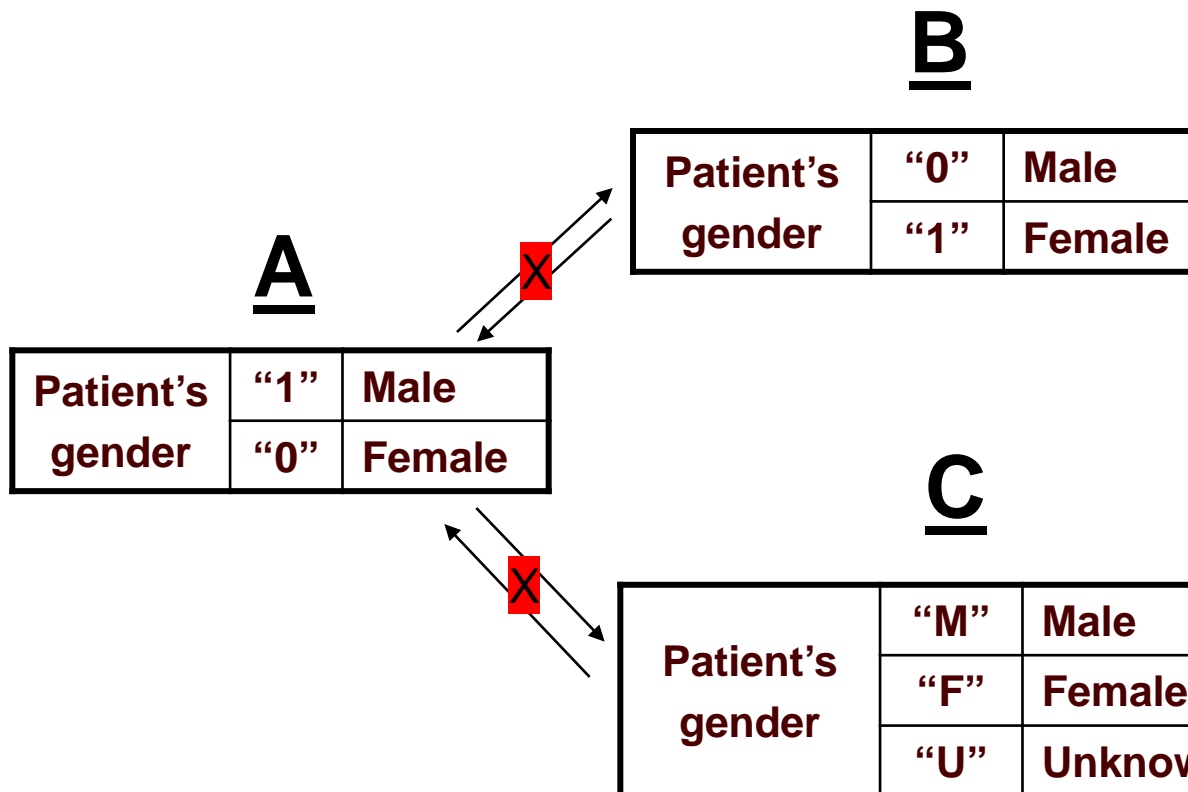 B
Patient's
gender
“0” Male
“1” Female
X
A
Patient's
gender
“1” Male
“0” Female
X
C
Patient's
gender
“M” Male
“F” Female
“U”